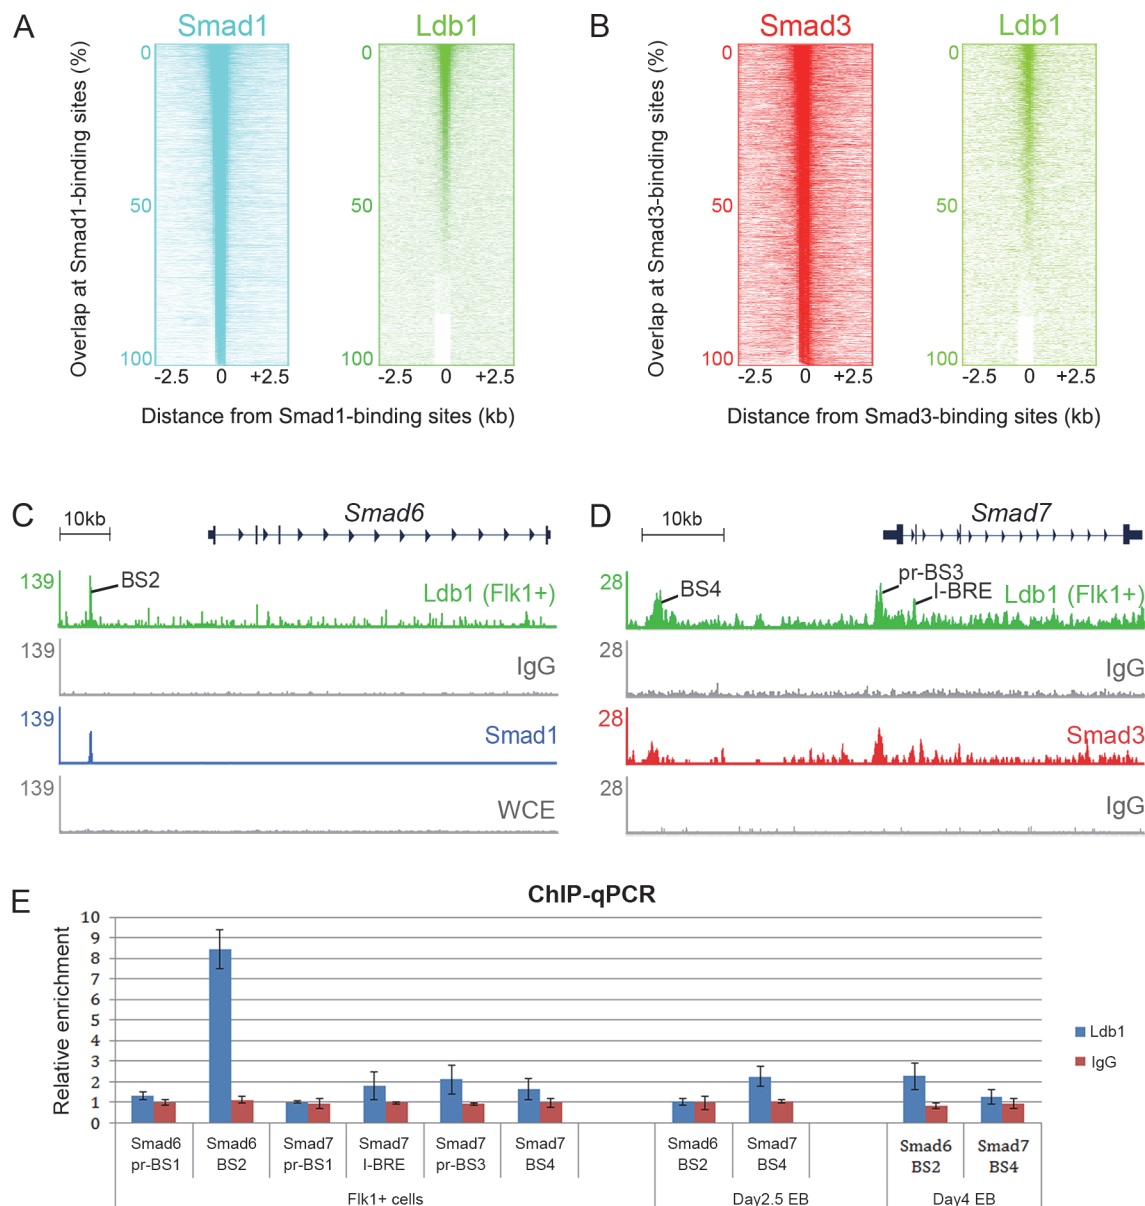 A
Smad1
Ldb1
Overlap at Smad1-binding sites (%)
0
50
100
0
50
100
-2.5 0 +2.5
-2.5 0 +2.5
Distance from Smad1-binding sites (kb)
B
Smad3
Ldb1
Overlap at Smad3-binding sites (%)
0
50
100
0
50
100
-2.5 0 +2.5
-2.5 0 +2.5
Distance from Smad3-binding sites (kb)
C
10kb
Smad6
139
BS2
Ldb1 (Flk1+)
139
IgG
139
Smad1
139
WCE
D
10kb
Smad7
28
BS4
pr-BS3
I-BRE
Ldb1 (Flk1+)
28
IgG
28
Smad3
28
IgG
E
ChIP-qPCR
Relative enrichment
10
9
8
7
6
5
4
3
2
1
0
Ldb1
IgG
Smad6 Smad6 Smad7 Smad7 Smad7 Smad7 Smad6 Smad7 Smad6 Smad7
pr-BS1 BS2 pr-BS1 I-BRE pr-BS3 BS4 BS2 BS4 BS2 BS4
Flk1+ cells Day2.5 EB Day4 EB